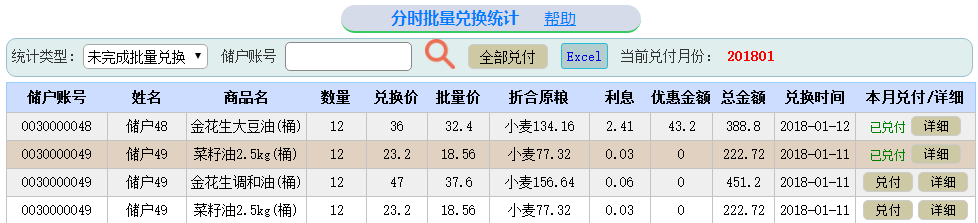 分时批量兑换统计 帮助
统计类型： 未完成批量兑换 储户账号 全部兑付 Excel 当前兑付月份： 201801
储户账号 姓名 商品名 数量 兑换价 批量价 折合原粮 利息 优惠金额 总金额 兑换时间 本月兑付/详细
0030000048 储户48 金花生大豆油(桶) 12 36 32.4 小麦134.16 2.41 43.2 388.8 2018-01-12 已兑付 详细
0030000049 储户49 菜籽油2.5kg(桶) 12 23.2 18.56 小麦77.32 0.03 0 222.72 2018-01-11 已兑付 详细
0030000049 储户49 金花生调和油(桶) 12 47 37.6 小麦156.64 0.06 0 451.2 2018-01-11 兑付 详细
0030000049 储户49 菜籽油2.5kg(桶) 12 23.2 18.56 小麦77.32 0.03 0 222.72 2018-01-11 兑付 详细